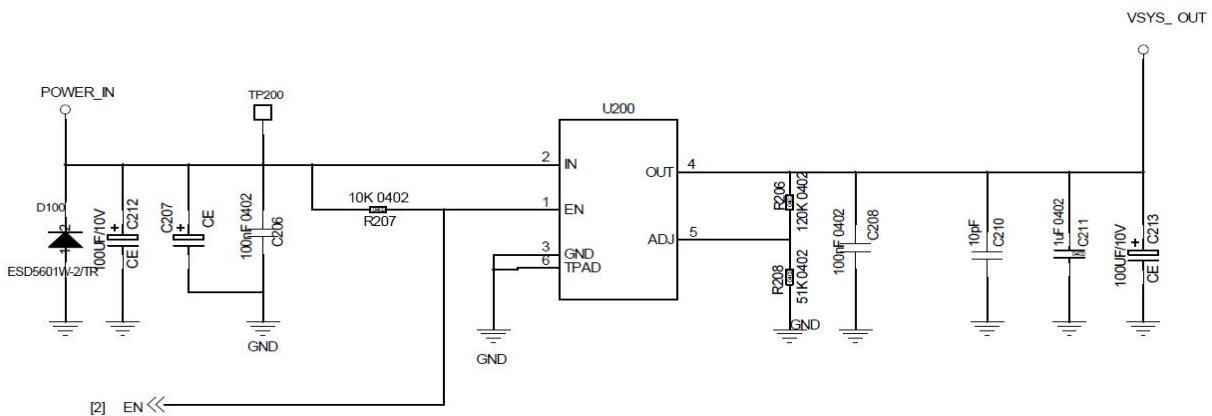 VSYS_ OUT
POWER_IN
TP200
U200
2
IN
OUT
4
D100
1
2
ESD5601W-2/TR
100UF/10V
C212
CE
C207
CE
100nF 0402
C206
10K 0402
R207
1
EN
ADJ
5
3
GND
6
TPAD
R206
120K 0402
R208
51K 0402
100nF 0402
C208
10pF
C210
1uF 0402
C211
100UF/10V
C213
CE
GND
GND
GND
[2] EN